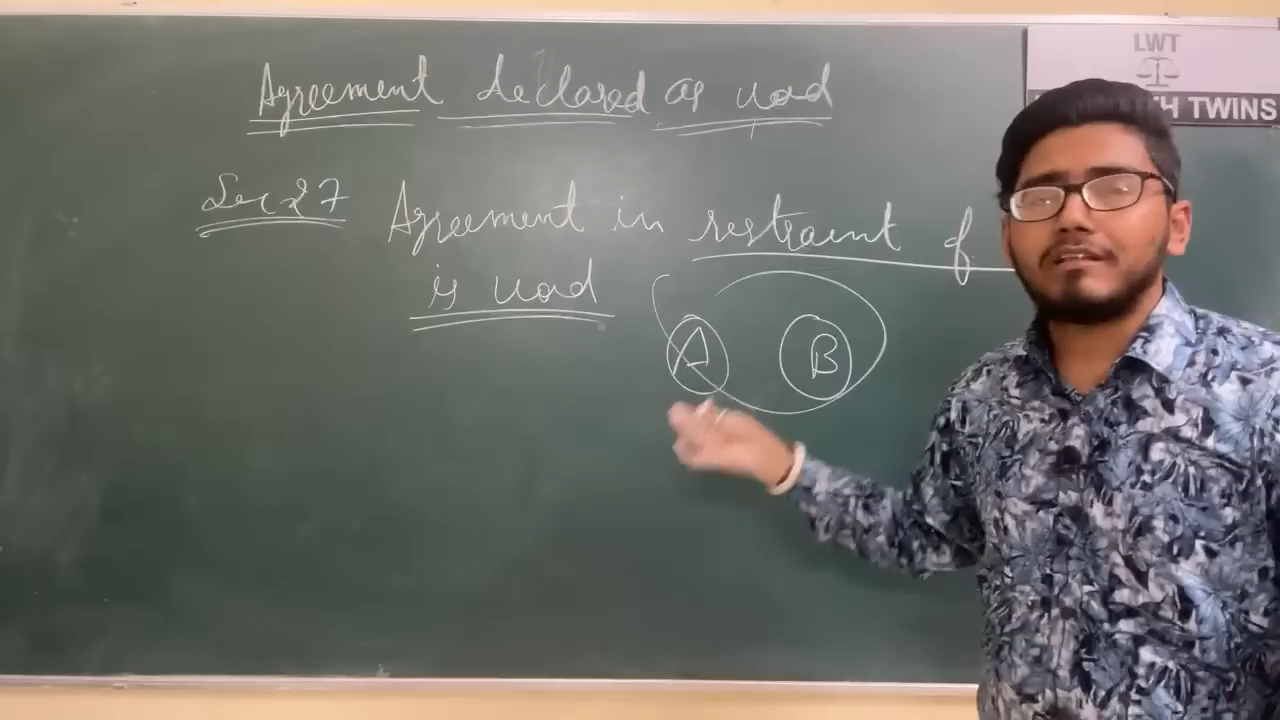 Agreement declared as void
LWT
H TWINS
Sec 27 Agreement in restraint of
is void
A B